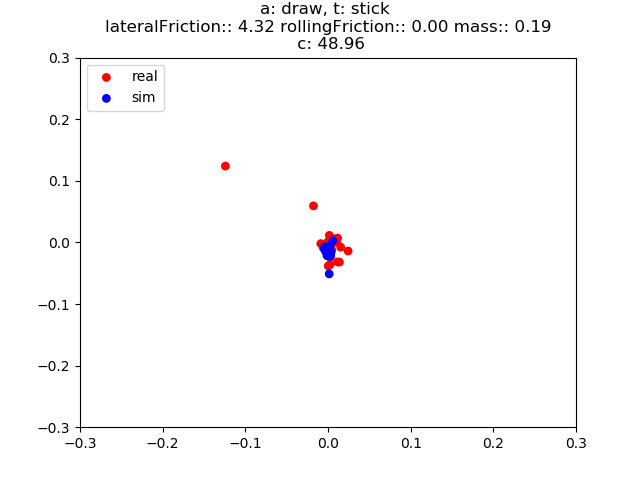 a: draw, t: stick
lateralFriction:: 4.32 rollingFriction:: 0.00 mass:: 0.19
c: 48.96
real
sim
0.3
0.2
0.1
0.0
−0.1
−0.2
−0.3
−0.3 −0.2 −0.1 0.0 0.1 0.2 0.3